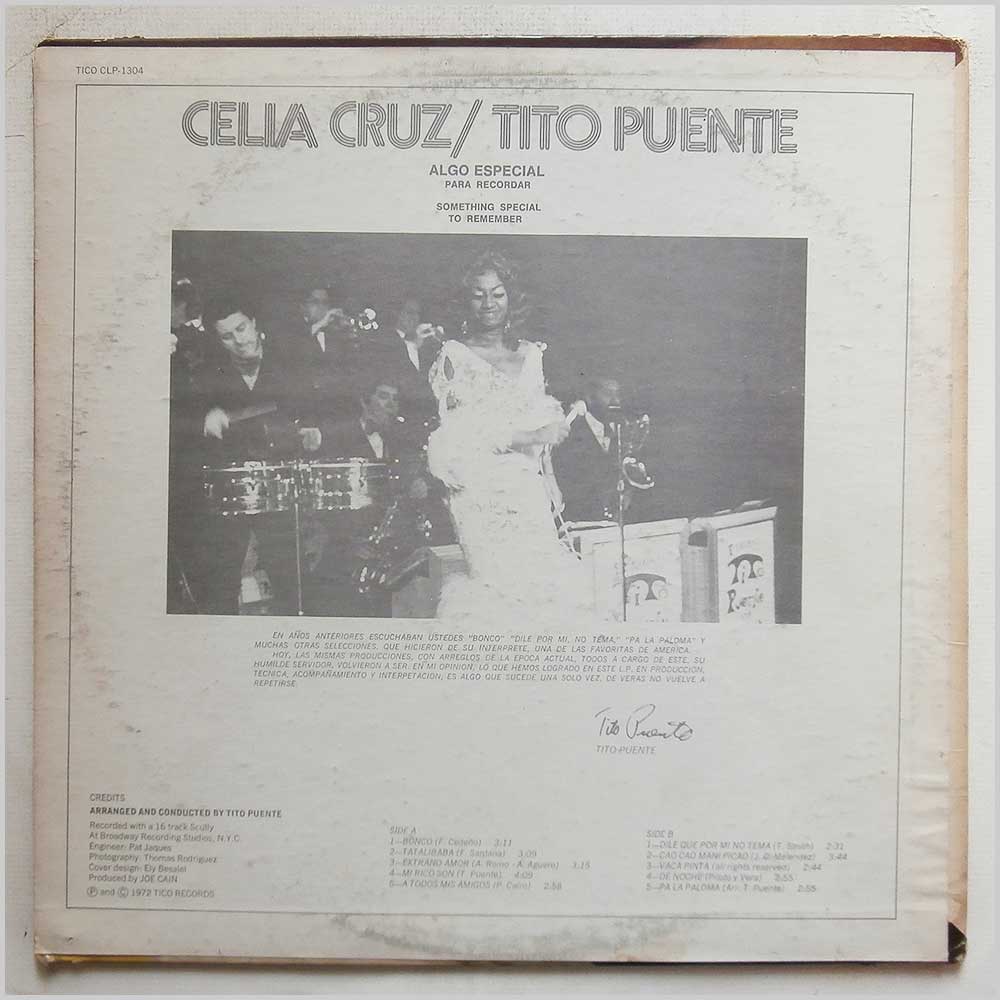 TICO CLP-1304
CELIA CRUZ/TITO PUENTE
ALGO ESPECIAL
PARA RECORDAR
SOMETHING SPECIAL
TO REMEMBER
Puente
EN AÑOS ANTERIORES ESCUCHABAN USTEDES "BONCO" "DILE POR MI, NO TEMA," "PA LA PALOMA" Y
MUCHAS OTRAS SELECCIONES, QUE HICIERON DE SU INTERPRETE, UNA DE LAS FAVORITAS DE AMERICA.
HOY, LAS MISMAS PRODUCCIONES, CON ARREGLOS DE LA EPOCA ACTUAL, TODOS A CARGO DE ESTE, SU
HUMILDE SERVIDOR, VOLVIERON A SER: EN MI OPINION; LO QUE HEMOS LOGRADO EN ESTE L.P. EN PRODUCCION,
TECNICA, ACOMPAÑAMIENTO Y INTERPRETACION, ES ALGO QUE SUCEDE UNA SOLO VEZ, DE VERAS NO VUELVE A
REPETIRSE.
Tito Puente
TITO PUENTE
CREDITS
ARRANGED AND CONDUCTED BY TITO PUENTE
Recorded with a 16 track Scully
At Broadway Recording Studios, N.Y.C.
Engineer: Pat Jaques
Photography: Thomas Rodriguez
Cover design: Ely Besalel
Produced by JOE CAIN
Ⓟ and Ⓒ 1972 TICO RECORDS
SIDE A
1—BONCO (F. Cedeño) 3:11
2—TATALIBABA (F. Santana) 3:09
3—EXTRANO AMOR (A. Romo - A. Aguero) 3:15
4—MI RICO SON (T. Puente) 4:09
5—A TODOS MIS AMIGOS (P. Cairo) 2:58
SIDE B
1—DILE QUE POR MI NO TEMA (T. Smith) 2:31
2—CAO CAO MANI PICAO (J. C. Melendez) 3:44
3—VACA PINTA (all rights reserved) 2:44
4—DE NOCHE (Piloto y Vera) 2:55
5—PA LA PALOMA (Arr. T. Puente) 2:55